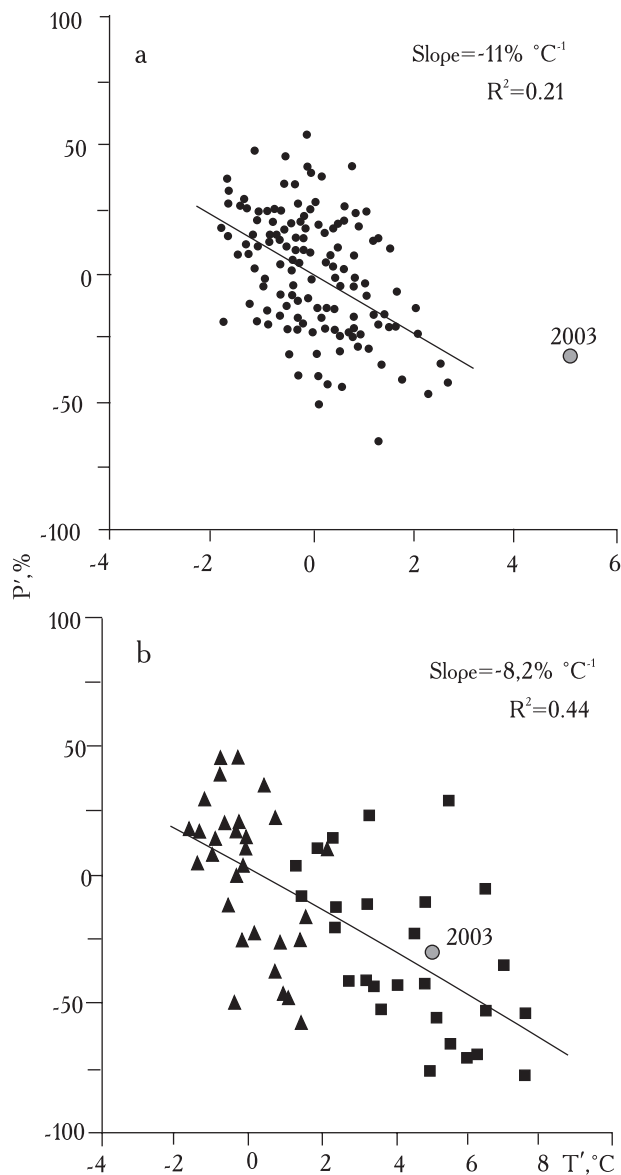 100
a
Slope=-11% °C⁻¹
R²=0.21
50
0
2003
-50
-100
-4 -2 0 2 4 6
P′,%
100
b
Slope=-8,2% °C⁻¹
R²=0.44
50
0
2003
-50
-100
-4 -2 0 2 4 6 8 T′,°C